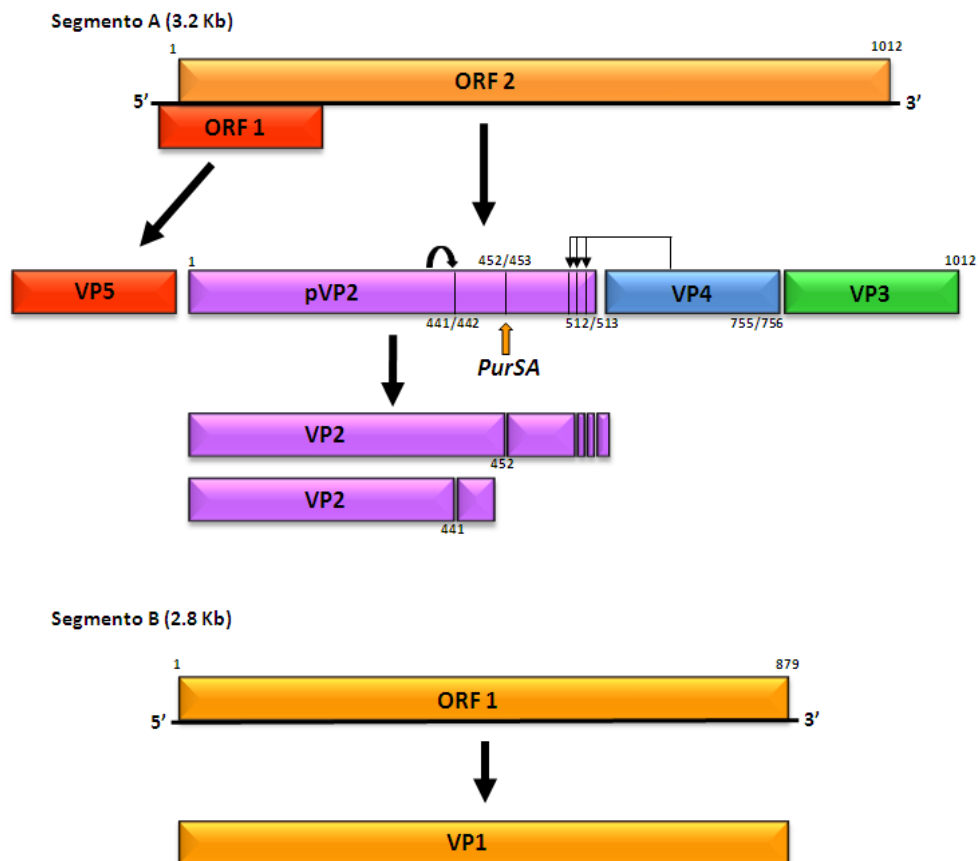 Segmento A (3.2 Kb)
1 1012
ORF 2
5’ 3’
ORF 1
1 452/453 1012
VP5 pVP2 VP4 VP3
441/442 512/513 755/756
PurSA
VP2
452
VP2
441
Segmento B (2.8 Kb)
1 879
ORF 1
5’ 3’
VP1